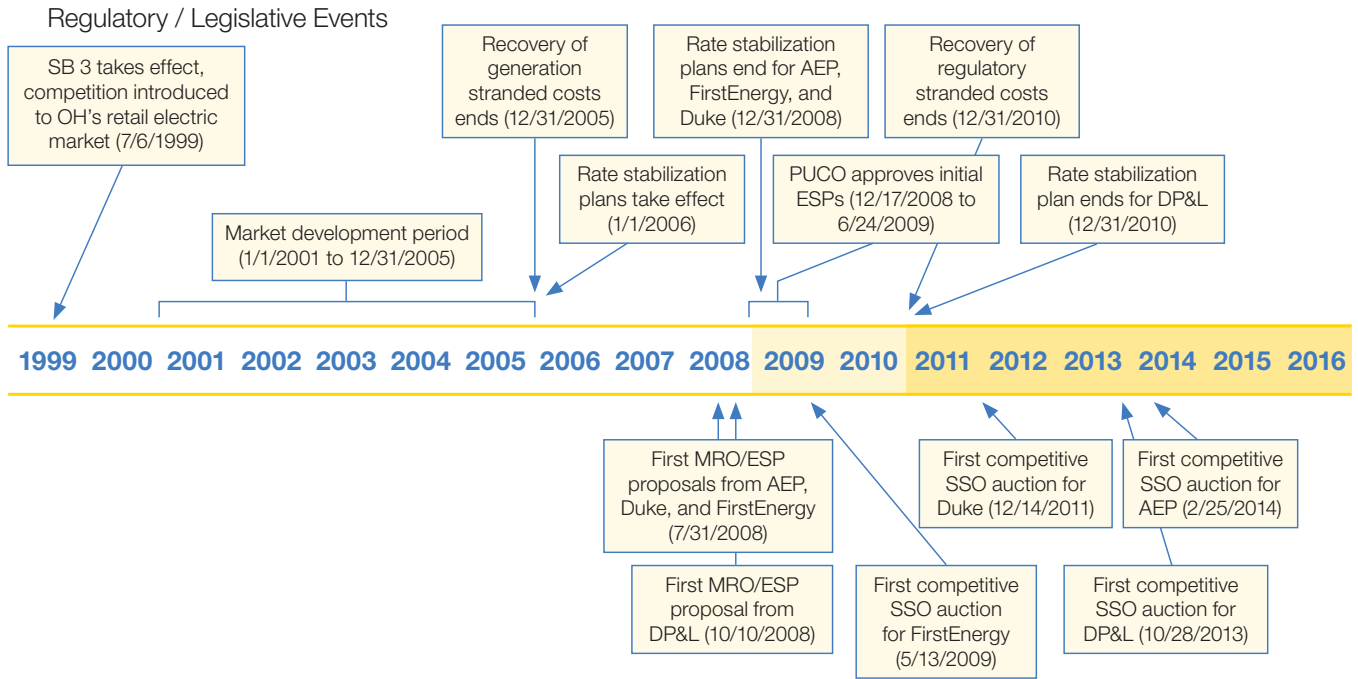 Regulatory / Legislative Events
SB 3 takes effect,
competition introduced
to OH's retail electric
market (7/6/1999)
Recovery of
generation
stranded costs
ends (12/31/2005)
Rate stabilization
plans end for AEP,
FirstEnergy, and
Duke (12/31/2008)
Recovery of
regulatory
stranded costs
ends (12/31/2010)
Market development period
(1/1/2001 to 12/31/2005)
Rate stabilization
plans take effect
(1/1/2006)
PUCO approves initial
ESPs (12/17/2008 to
6/24/2009)
Rate stabilization
plan ends for DP&L
(12/31/2010)
1999 2000 2001 2002 2003 2004 2005 2006 2007 2008 2009 2010 2011 2012 2013 2014 2015 2016
First MRO/ESP
proposals from AEP,
Duke, and FirstEnergy
(7/31/2008)
First competitive
SSO auction for
Duke (12/14/2011)
First competitive
SSO auction for
AEP (2/25/2014)
First MRO/ESP
proposal from
DP&L (10/10/2008)
First competitive
SSO auction
for FirstEnergy
(5/13/2009)
First competitive
SSO auction for
DP&L (10/28/2013)